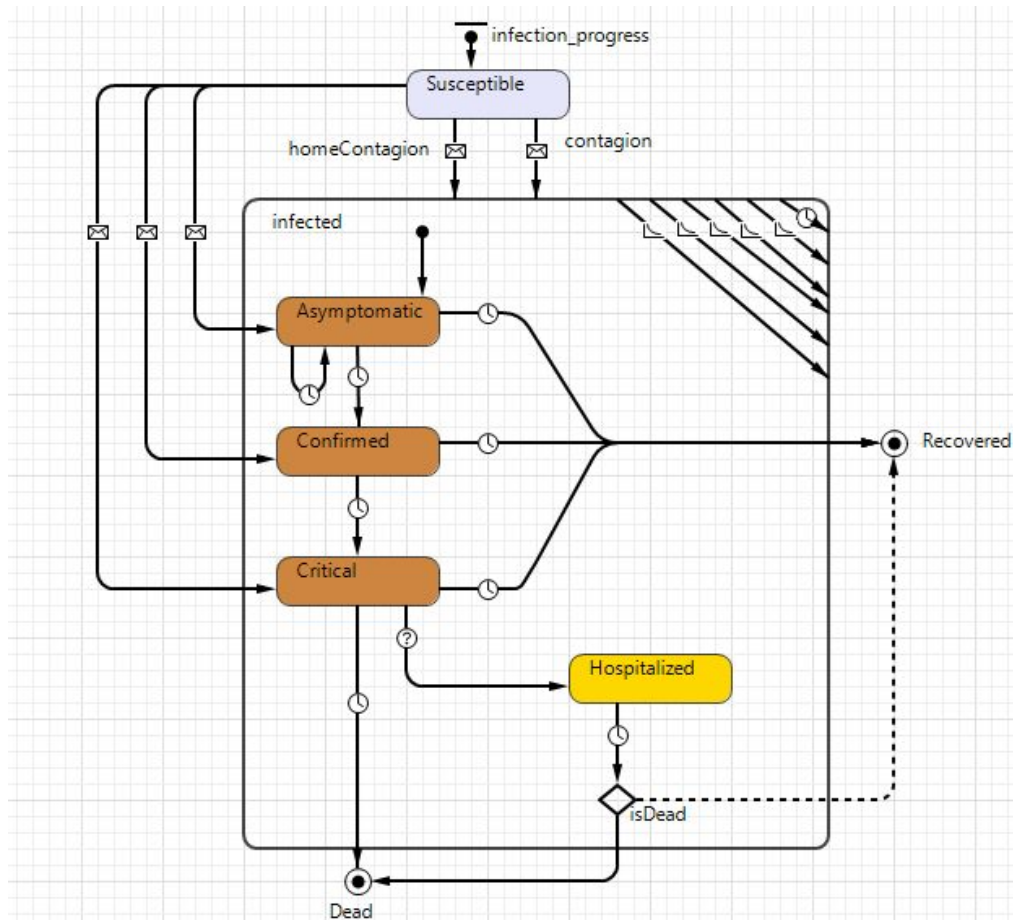 infection_progress
Susceptible
homeContagion
contagion
infected
Asymptomatic
Confirmed
Recovered
Critical
?
Hospitalized
isDead
Dead